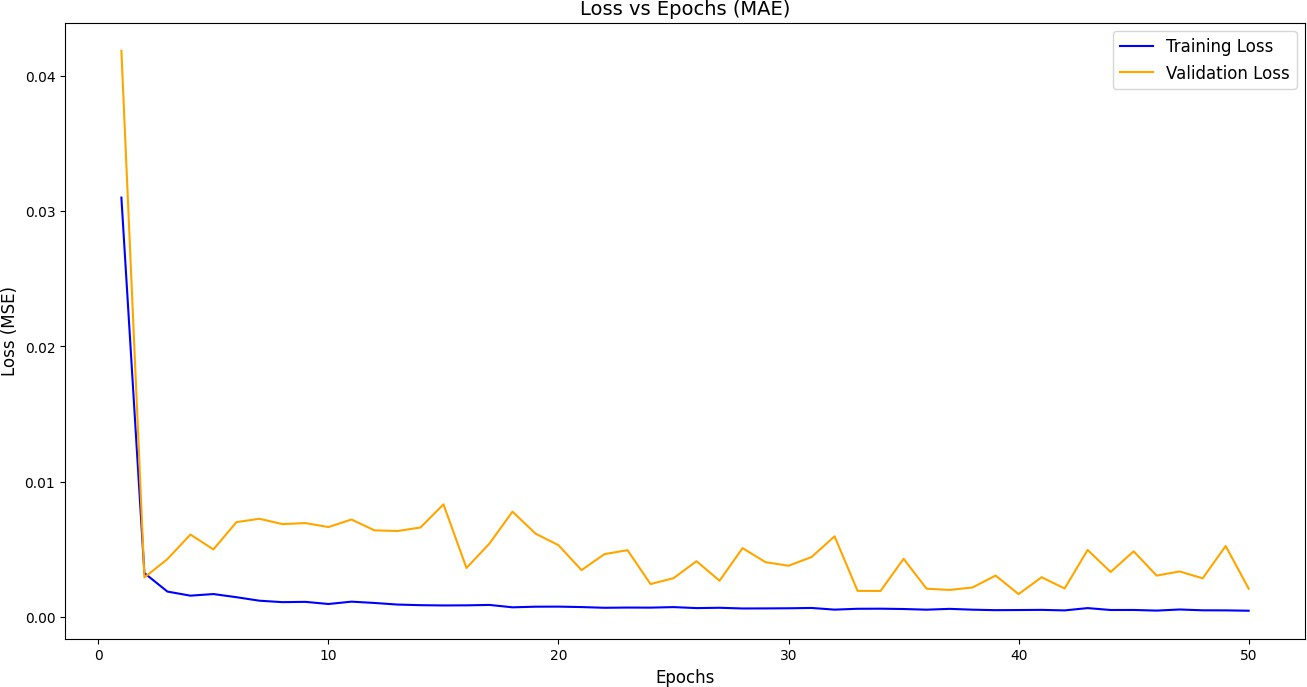 Loss vs Epochs (MAE)
Training Loss
Validation Loss
Loss (MSE)
0.04
0.03
0.02
0.01
0.00
0 10 20 30 40 50
Epochs